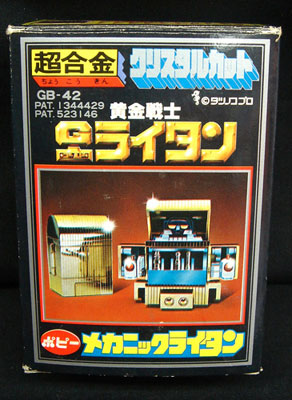 超合金
ちょう ごう きん
クリスタルカット
GB-42
PAT. 1344429
PAT. 523146
©タツノコプロ
黄金戦士
ゴールドライタン
ポピー
メカニックライタン